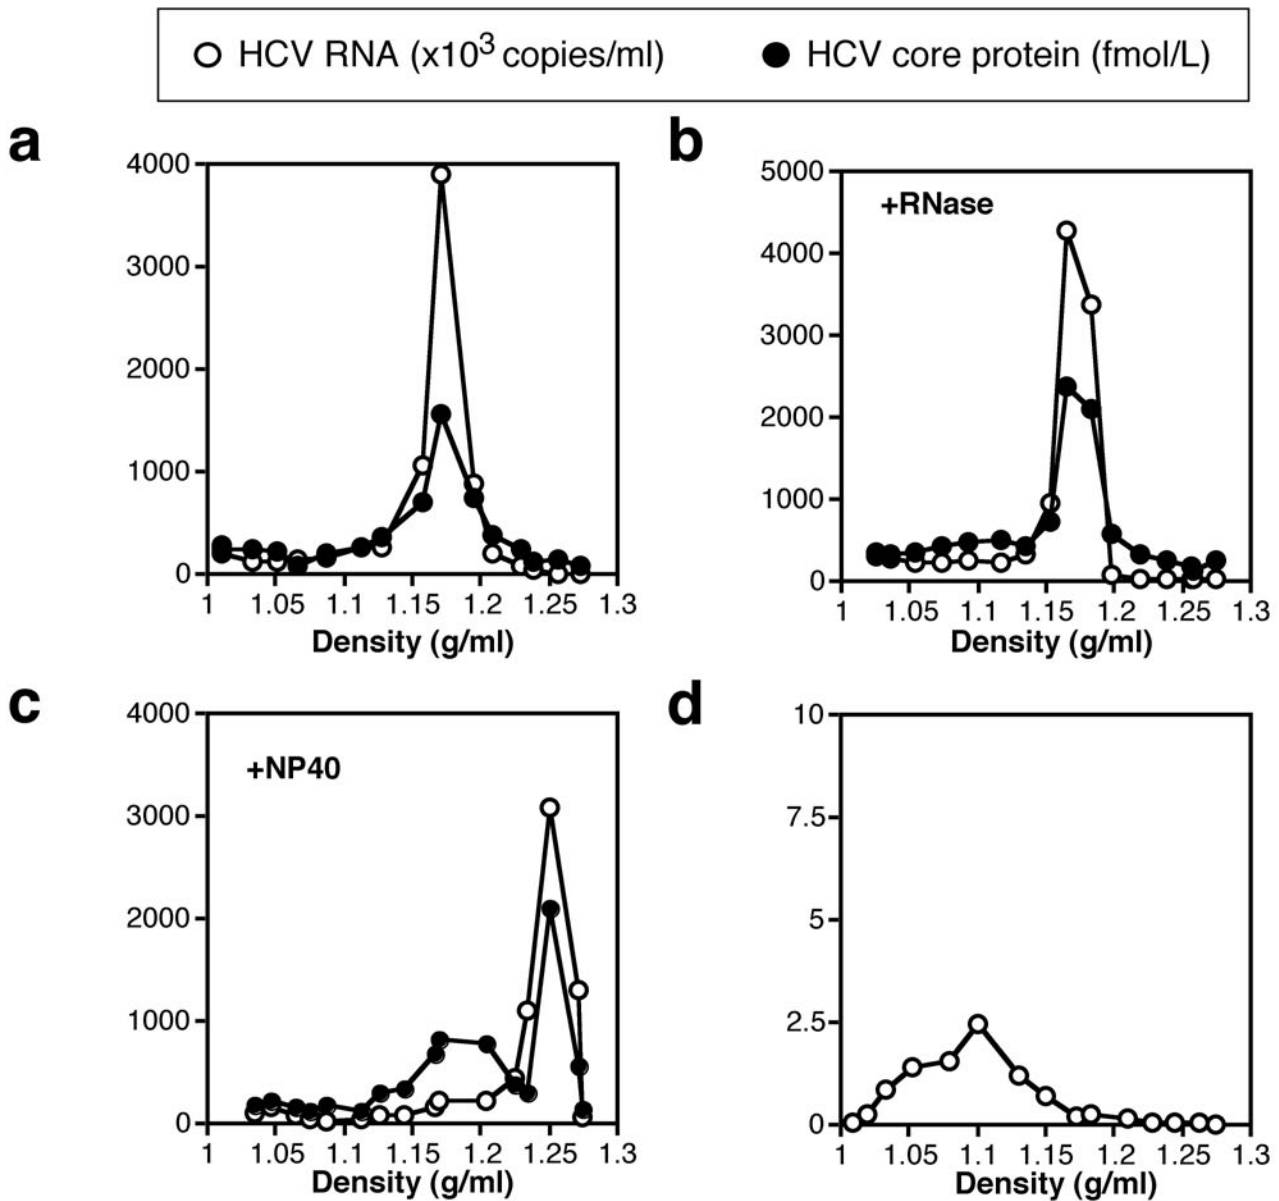 HCV RNA (x10³ copies/ml) HCV core protein (fmol/L)
a
4000
3000
2000
1000
0
1 1.05 1.1 1.15 1.2 1.25 1.3
Density (g/ml)
b
5000
+RNase
4000
3000
2000
1000
0
1 1.05 1.1 1.15 1.2 1.25 1.3
Density (g/ml)
c
4000
+NP40
3000
2000
1000
0
1 1.05 1.1 1.15 1.2 1.25 1.3
Density (g/ml)
d
10
7.5
5
2.5
0
1 1.05 1.1 1.15 1.2 1.25 1.3
Density (g/ml)